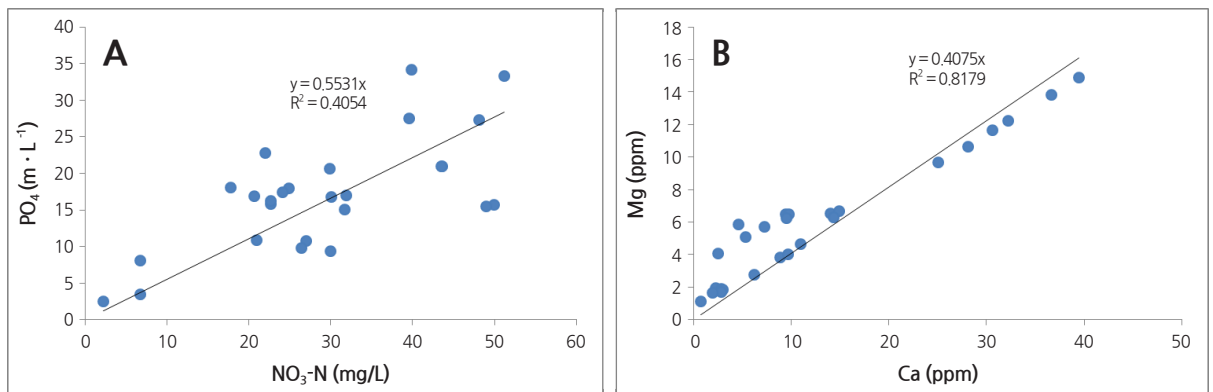 A
y = 0.5531x
R² = 0.4054
40
35
30
25
20
15
10
5
0
PO₄ (m · L⁻¹)
0 10 20 30 40 50 60
NO₃-N (mg/L)
B
y = 0.4075x
R² = 0.8179
18
16
14
12
10
8
6
4
2
0
Mg (ppm)
0 10 20 30 40 50
Ca (ppm)